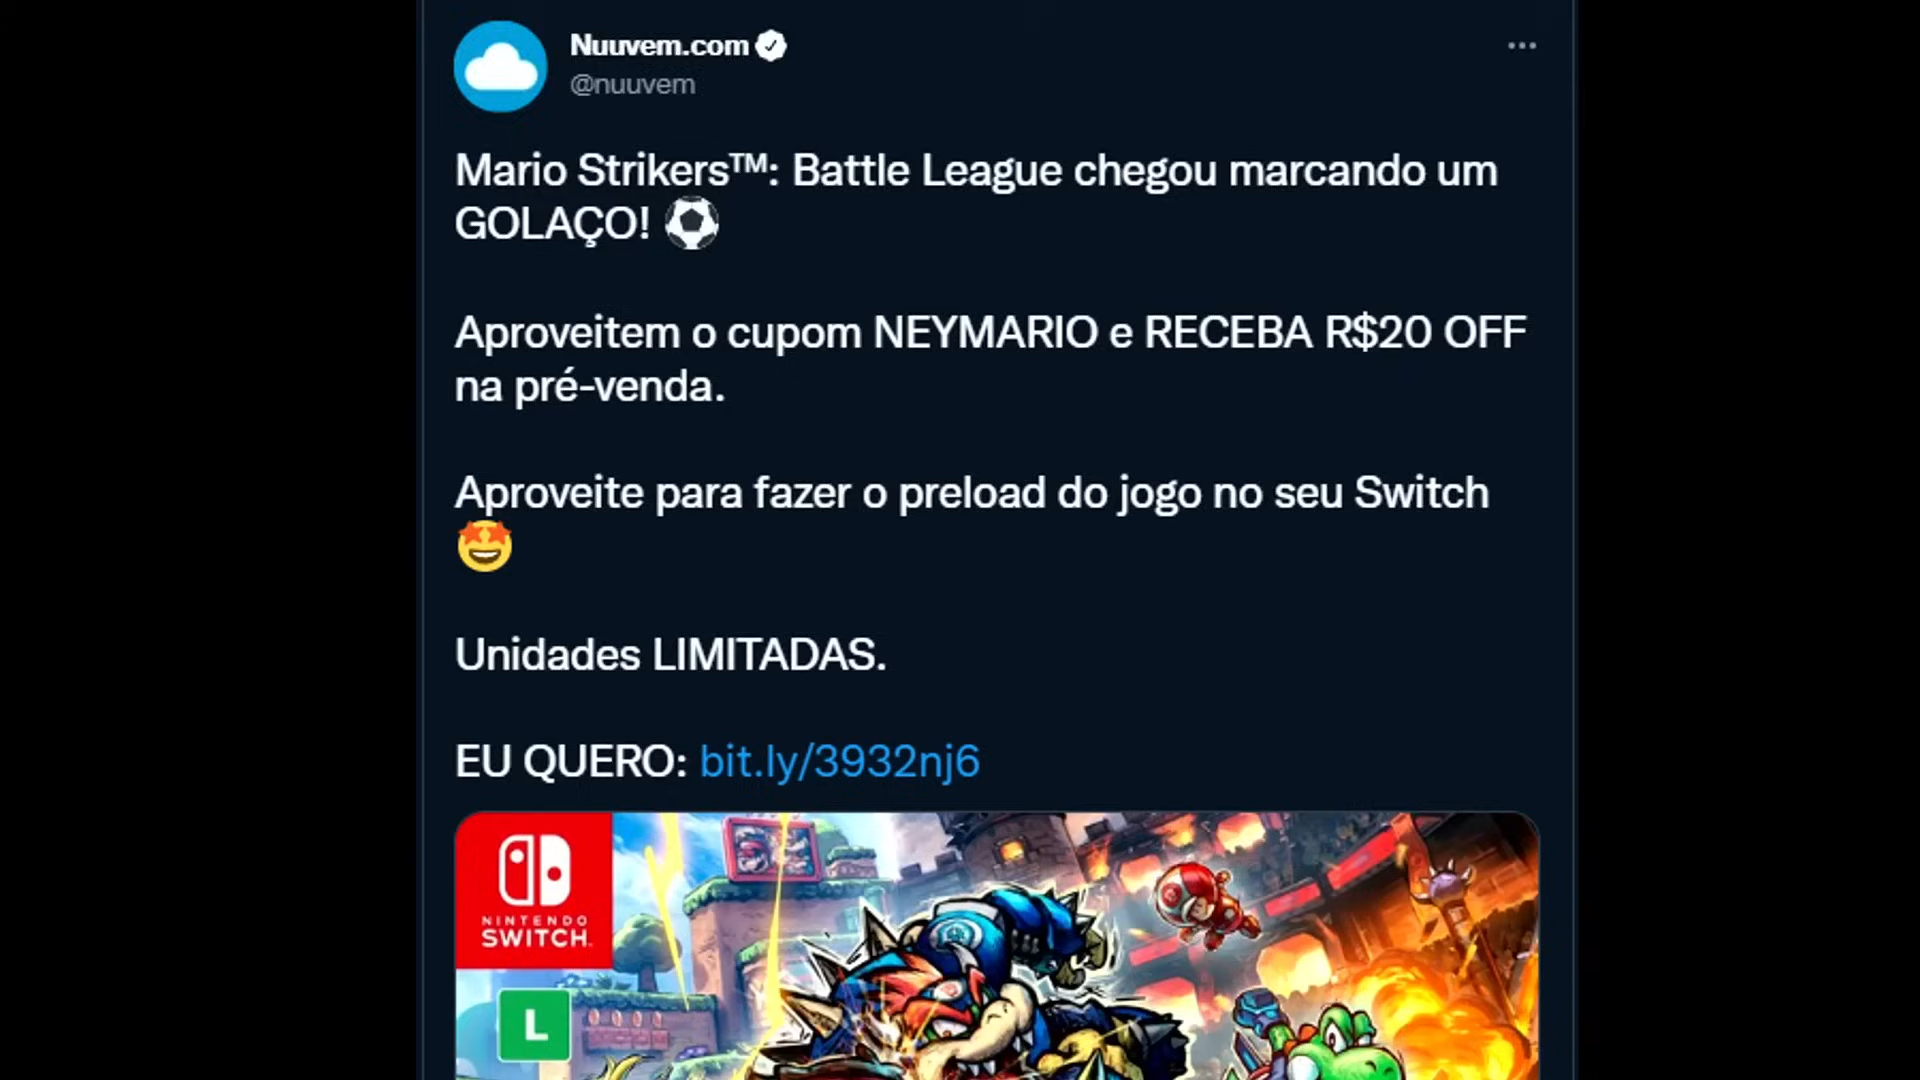 Nuuvem.com
@nuuvem
Mario Strikers™: Battle League chegou marcando um
GOLAÇO! ⚽
Aproveitem o cupom NEYMARIO e RECEBA R$20 OFF
na pré-venda.
Aproveite para fazer o preload do jogo no seu Switch
🤩
Unidades LIMITADAS.
EU QUERO: bit.ly/3932nj6
NINTENDO
SWITCH
L